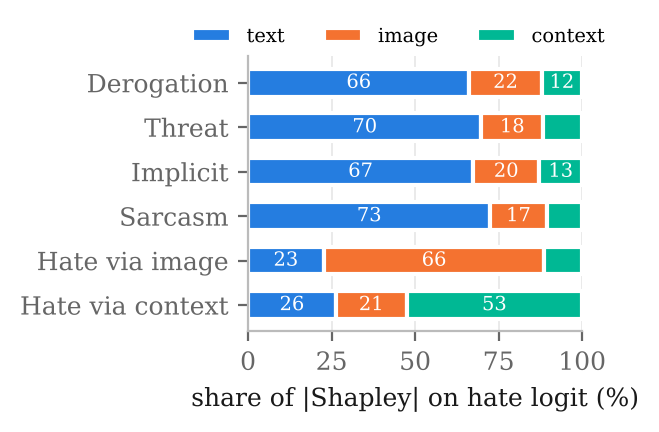 text image context
Derogation 66 22 12
Threat 70 18
Implicit 67 20 13
Sarcasm 73 17
Hate via image 23 66
Hate via context 26 21 53
0 25 50 75 100
share of |Shapley| on hate logit (%)